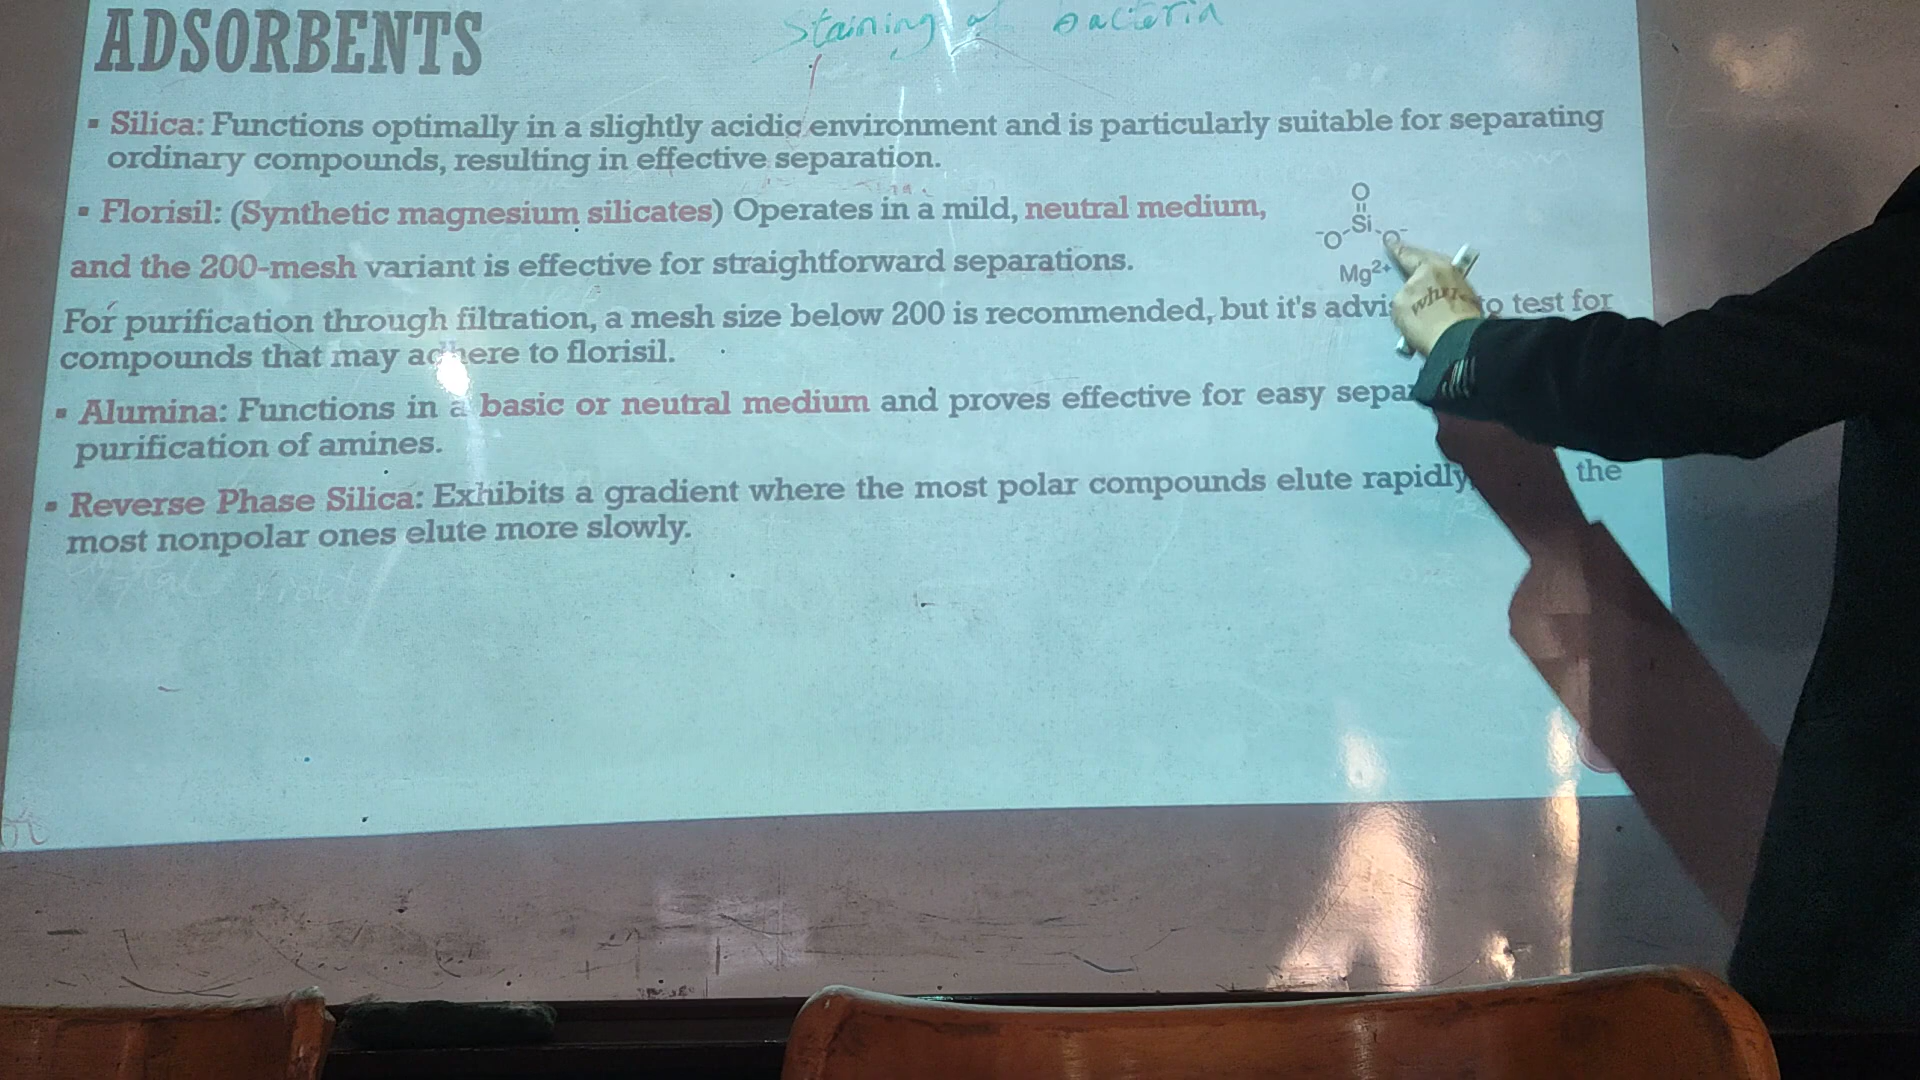 Staining of bacteria
ADSORBENTS
▪ Silica: Functions optimally in a slightly acidic environment and is particularly suitable for separating
ordinary compounds, resulting in effective separation.
▪ Florisil: (Synthetic magnesium silicates) Operates in a mild, neutral medium,
and the 200-mesh variant is effective for straightforward separations.
O
Si
⁻O O⁻
Mg²⁺
For purification through filtration, a mesh size below 200 is recommended, but it's to test for
compounds that may adhere to florisil.
▪ Alumina: Functions in a basic or neutral medium and proves effective for easy
purification of amines.
▪ Reverse Phase Silica: Exhibits a gradient where the most polar compounds elute rapidly, the
most nonpolar ones elute more slowly.
violet